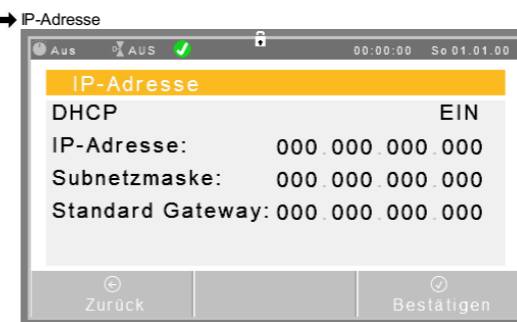 IP-Adresse
Aus AUS 00:00:00 So 01.01.00
IP-Adresse
DHCP EIN
IP-Adresse: 000.000.000.000
Subnetzmaske: 000.000.000.000
Standard Gateway: 000.000.000.000
Zurück Bestätigen